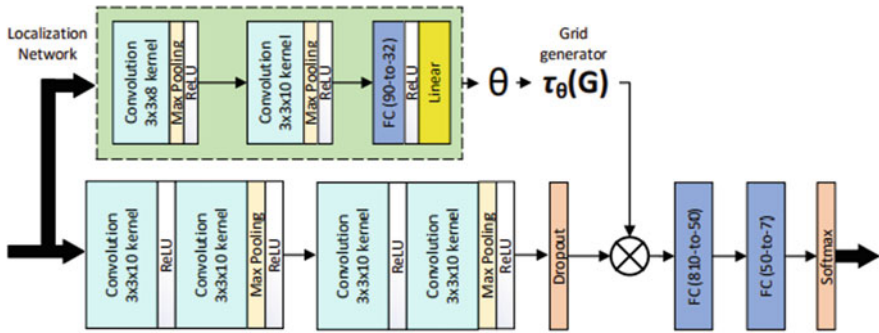 Localization
Network
Convolution
3x3x8 kernel
Max Pooling
ReLU
Convolution
3x3x10 kernel
Max Pooling
ReLU
FC (90-to-32)
ReLU
Linear
θ
Grid
generator
τθ(G)
Convolution
3x3x10 kernel
ReLU
Convolution
3x3x10 kernel
Max Pooling
ReLU
Convolution
3x3x10 kernel
ReLU
Convolution
3x3x10 kernel
Max Pooling
ReLU
Dropout
FC(810-to-50)
FC (50-to-7)
Softmax